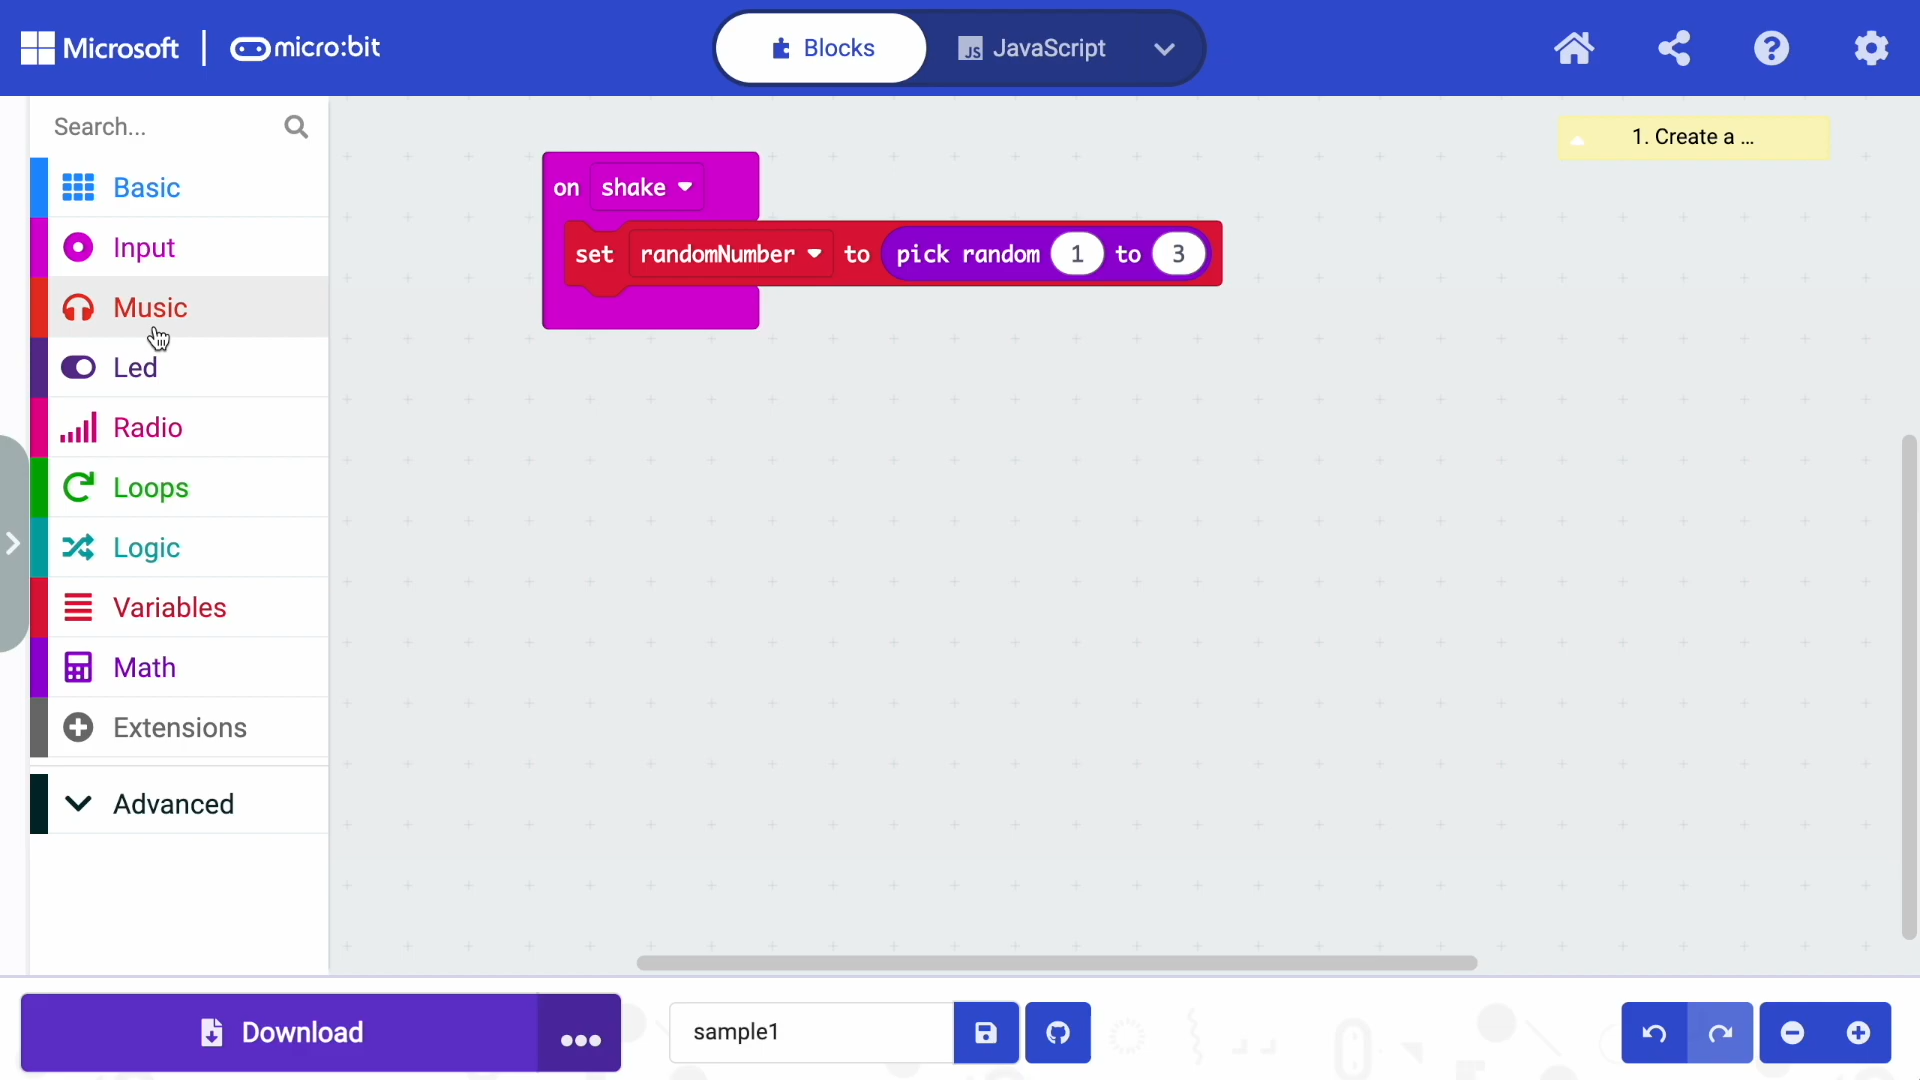 Microsoft micro:bit
Blocks
JS JavaScript
Search...
1. Create a ...
Basic
Input
Music
Led
Radio
Loops
Logic
Variables
Math
Extensions
Advanced
on shake
set randomNumber to pick random 1 to 3
Download
sample1